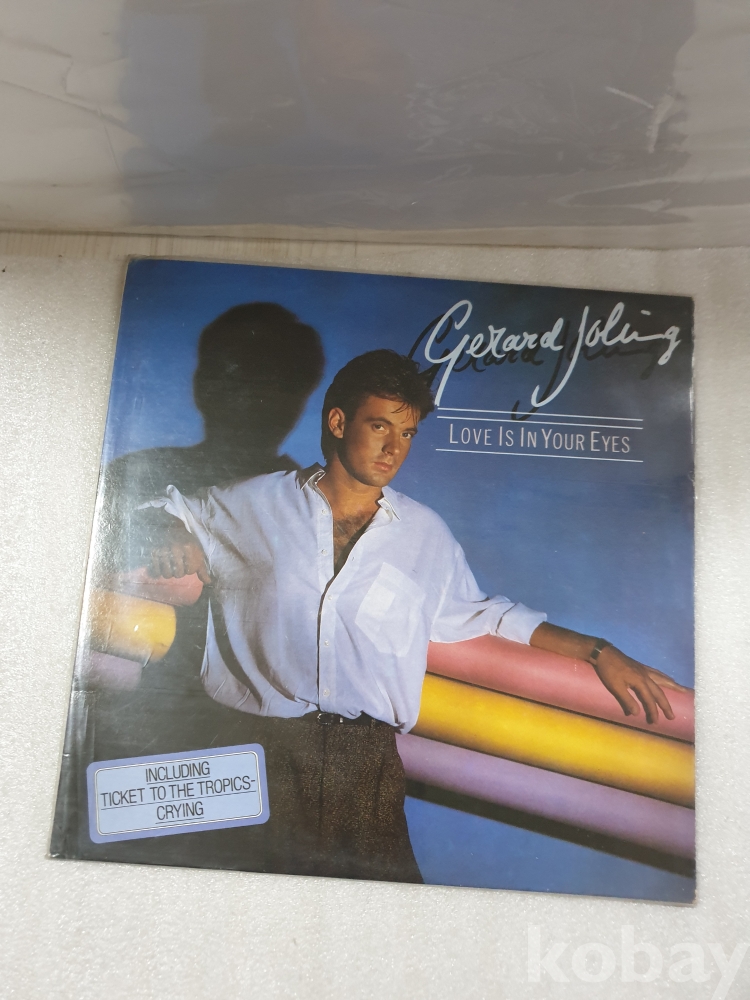 Gerard Joling
LOVE IS IN YOUR EYES
INCLUDING
TICKET TO THE TROPICS-
CRYING
kobay